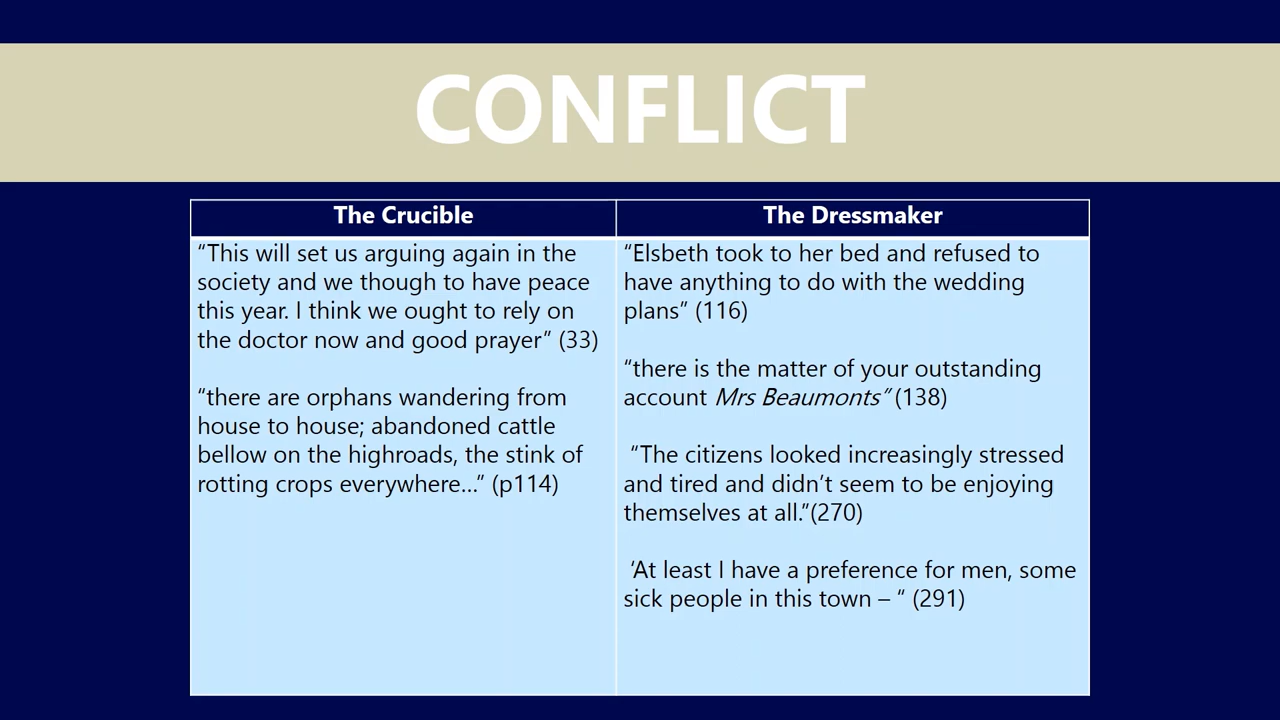 CONFLICT
The Crucible
“This will set us arguing again in the
society and we though to have peace
this year. I think we ought to rely on
the doctor now and good prayer” (33)
“there are orphans wandering from
house to house; abandoned cattle
bellow on the highroads, the stink of
rotting crops everywhere…” (p114)
The Dressmaker
“Elsbeth took to her bed and refused to
have anything to do with the wedding
plans” (116)
“there is the matter of your outstanding
account Mrs Beaumonts” (138)
“The citizens looked increasingly stressed
and tired and didn’t seem to be enjoying
themselves at all.”(270)
‘At least I have a preference for men, some
sick people in this town – “ (291)